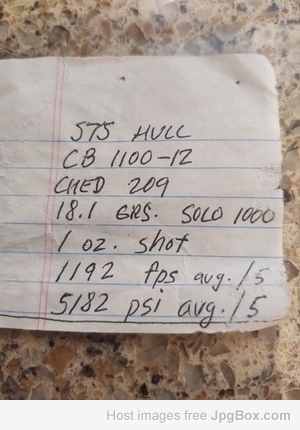 STS HULL
CB 1100-12
CHED 209
18.1 GRS. SOLO 1000
1 oz. shot
1192 fps avg. / 5
5182 psi avg. / 5
Host images free JpgBox.com